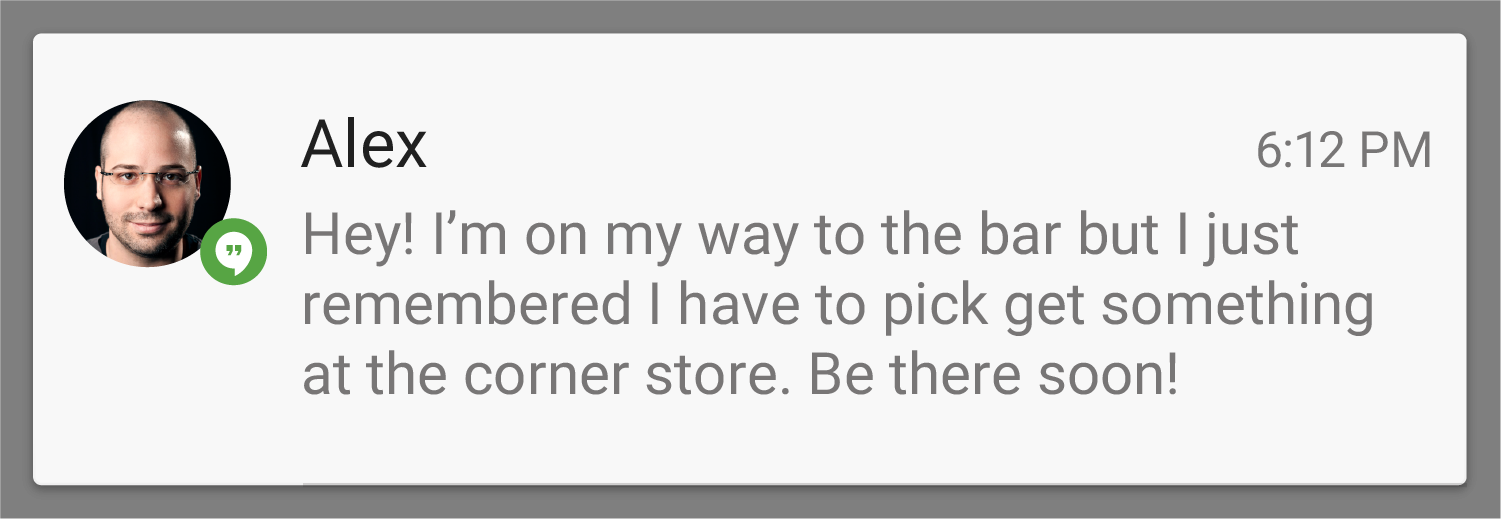 Alex
6:12 PM
Hey! I’m on my way to the bar but I just
remembered I have to pick get something
at the corner store. Be there soon!